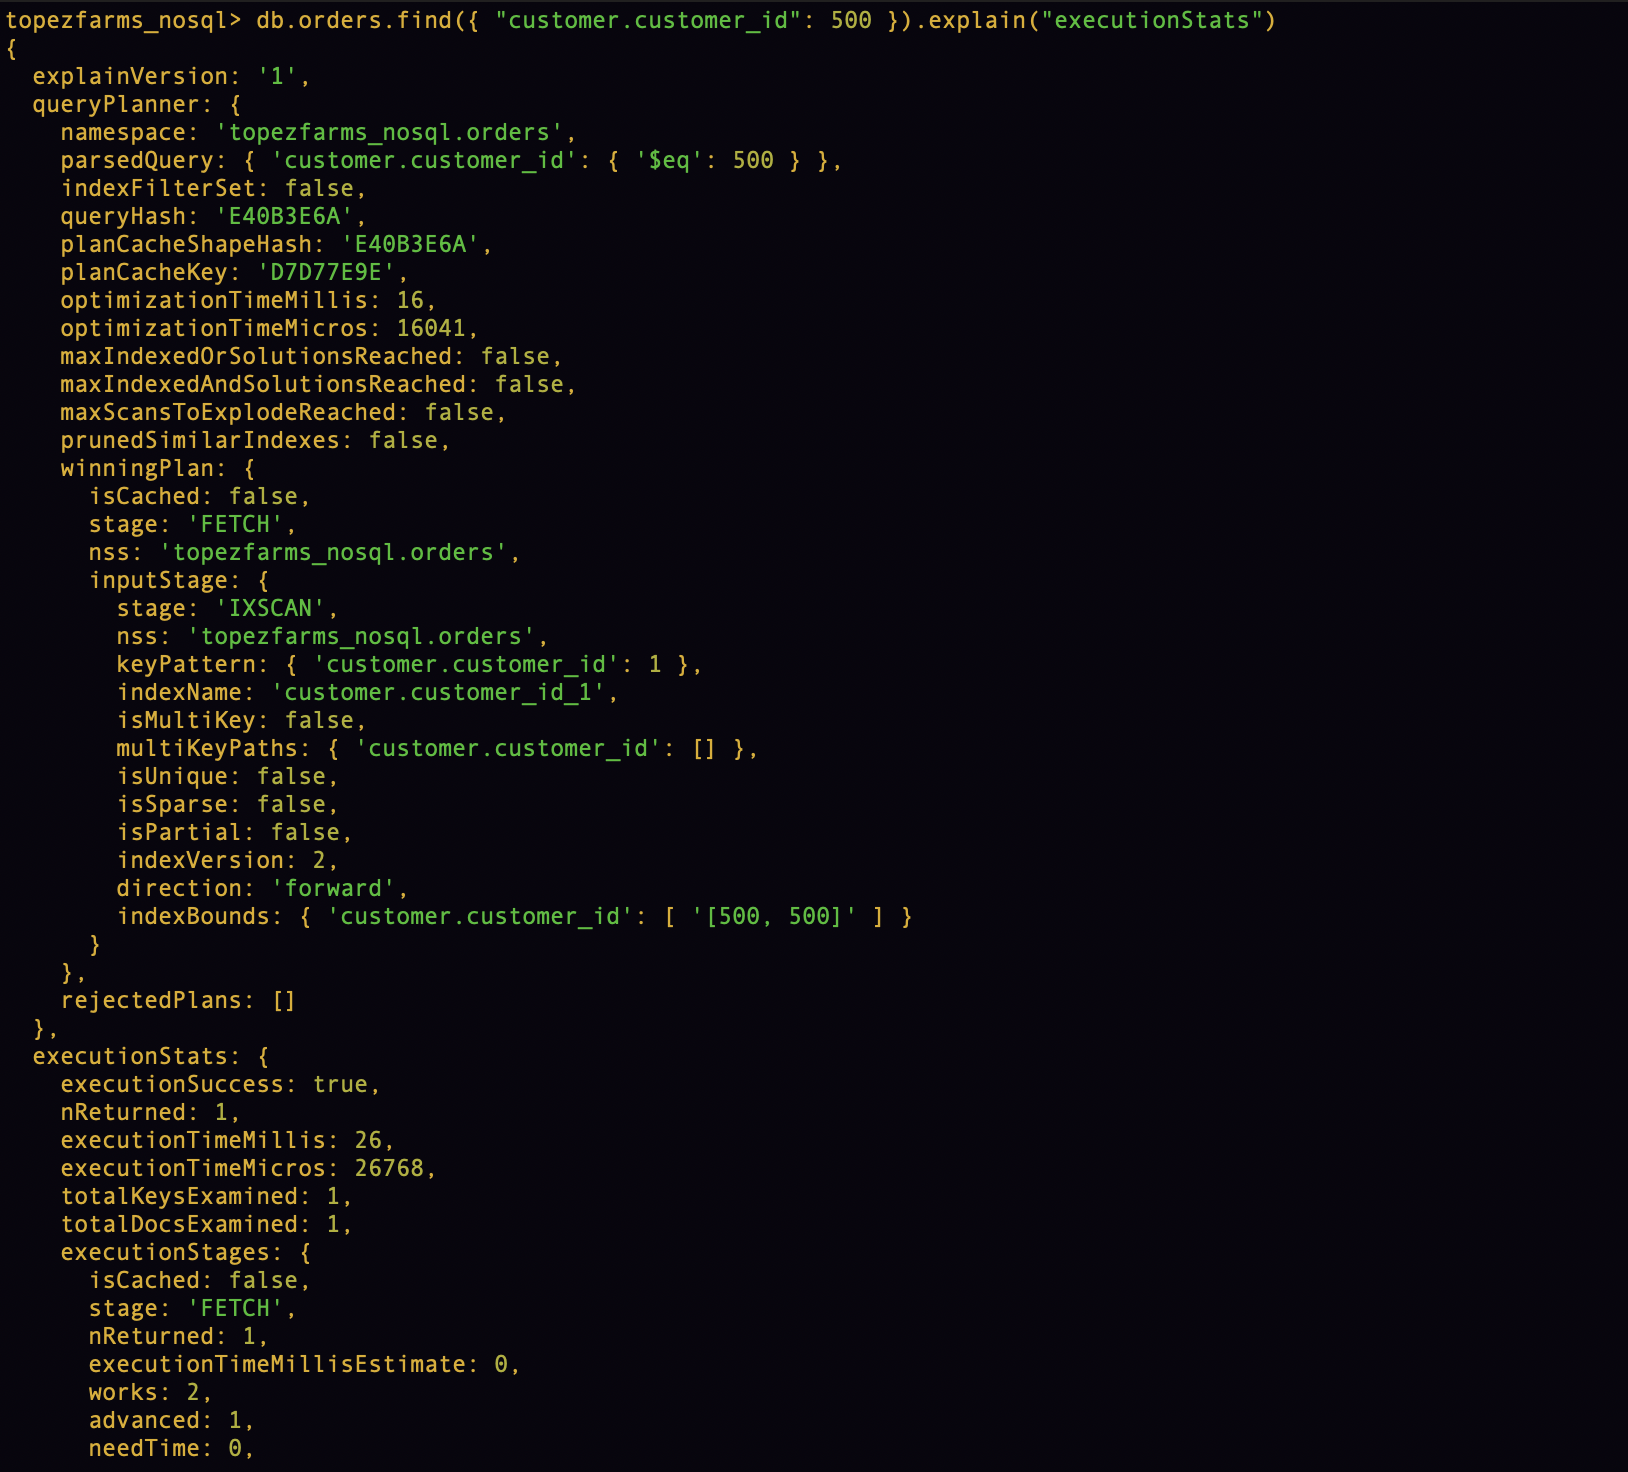 topezfarms_nosql> db.orders.find({ "customer.customer_id": 500 }).explain("executionStats")
{
  explainVersion: '1',
  queryPlanner: {
    namespace: 'topezfarms_nosql.orders',
    parsedQuery: { 'customer.customer_id': { '$eq': 500 } },
    indexFilterSet: false,
    queryHash: 'E40B3E6A',
    planCacheShapeHash: 'E40B3E6A',
    planCacheKey: 'D7D77E9E',
    optimizationTimeMillis: 16,
    optimizationTimeMicros: 16041,
    maxIndexedOrSolutionsReached: false,
    maxIndexedAndSolutionsReached: false,
    maxScansToExplodeReached: false,
    prunedSimilarIndexes: false,
    winningPlan: {
      isCached: false,
      stage: 'FETCH',
      nss: 'topezfarms_nosql.orders',
      inputStage: {
        stage: 'IXSCAN',
        nss: 'topezfarms_nosql.orders',
        keyPattern: { 'customer.customer_id': 1 },
        indexName: 'customer.customer_id_1',
        isMultiKey: false,
        multiKeyPaths: { 'customer.customer_id': [] },
        isUnique: false,
        isSparse: false,
        isPartial: false,
        indexVersion: 2,
        direction: 'forward',
        indexBounds: { 'customer.customer_id': [ '[500, 500]' ] }
      }
    },
    rejectedPlans: []
  },
  executionStats: {
    executionSuccess: true,
    nReturned: 1,
    executionTimeMillis: 26,
    executionTimeMicros: 26768,
    totalKeysExamined: 1,
    totalDocsExamined: 1,
    executionStages: {
      isCached: false,
      stage: 'FETCH',
      nReturned: 1,
      executionTimeMillisEstimate: 0,
      works: 2,
      advanced: 1,
      needTime: 0,